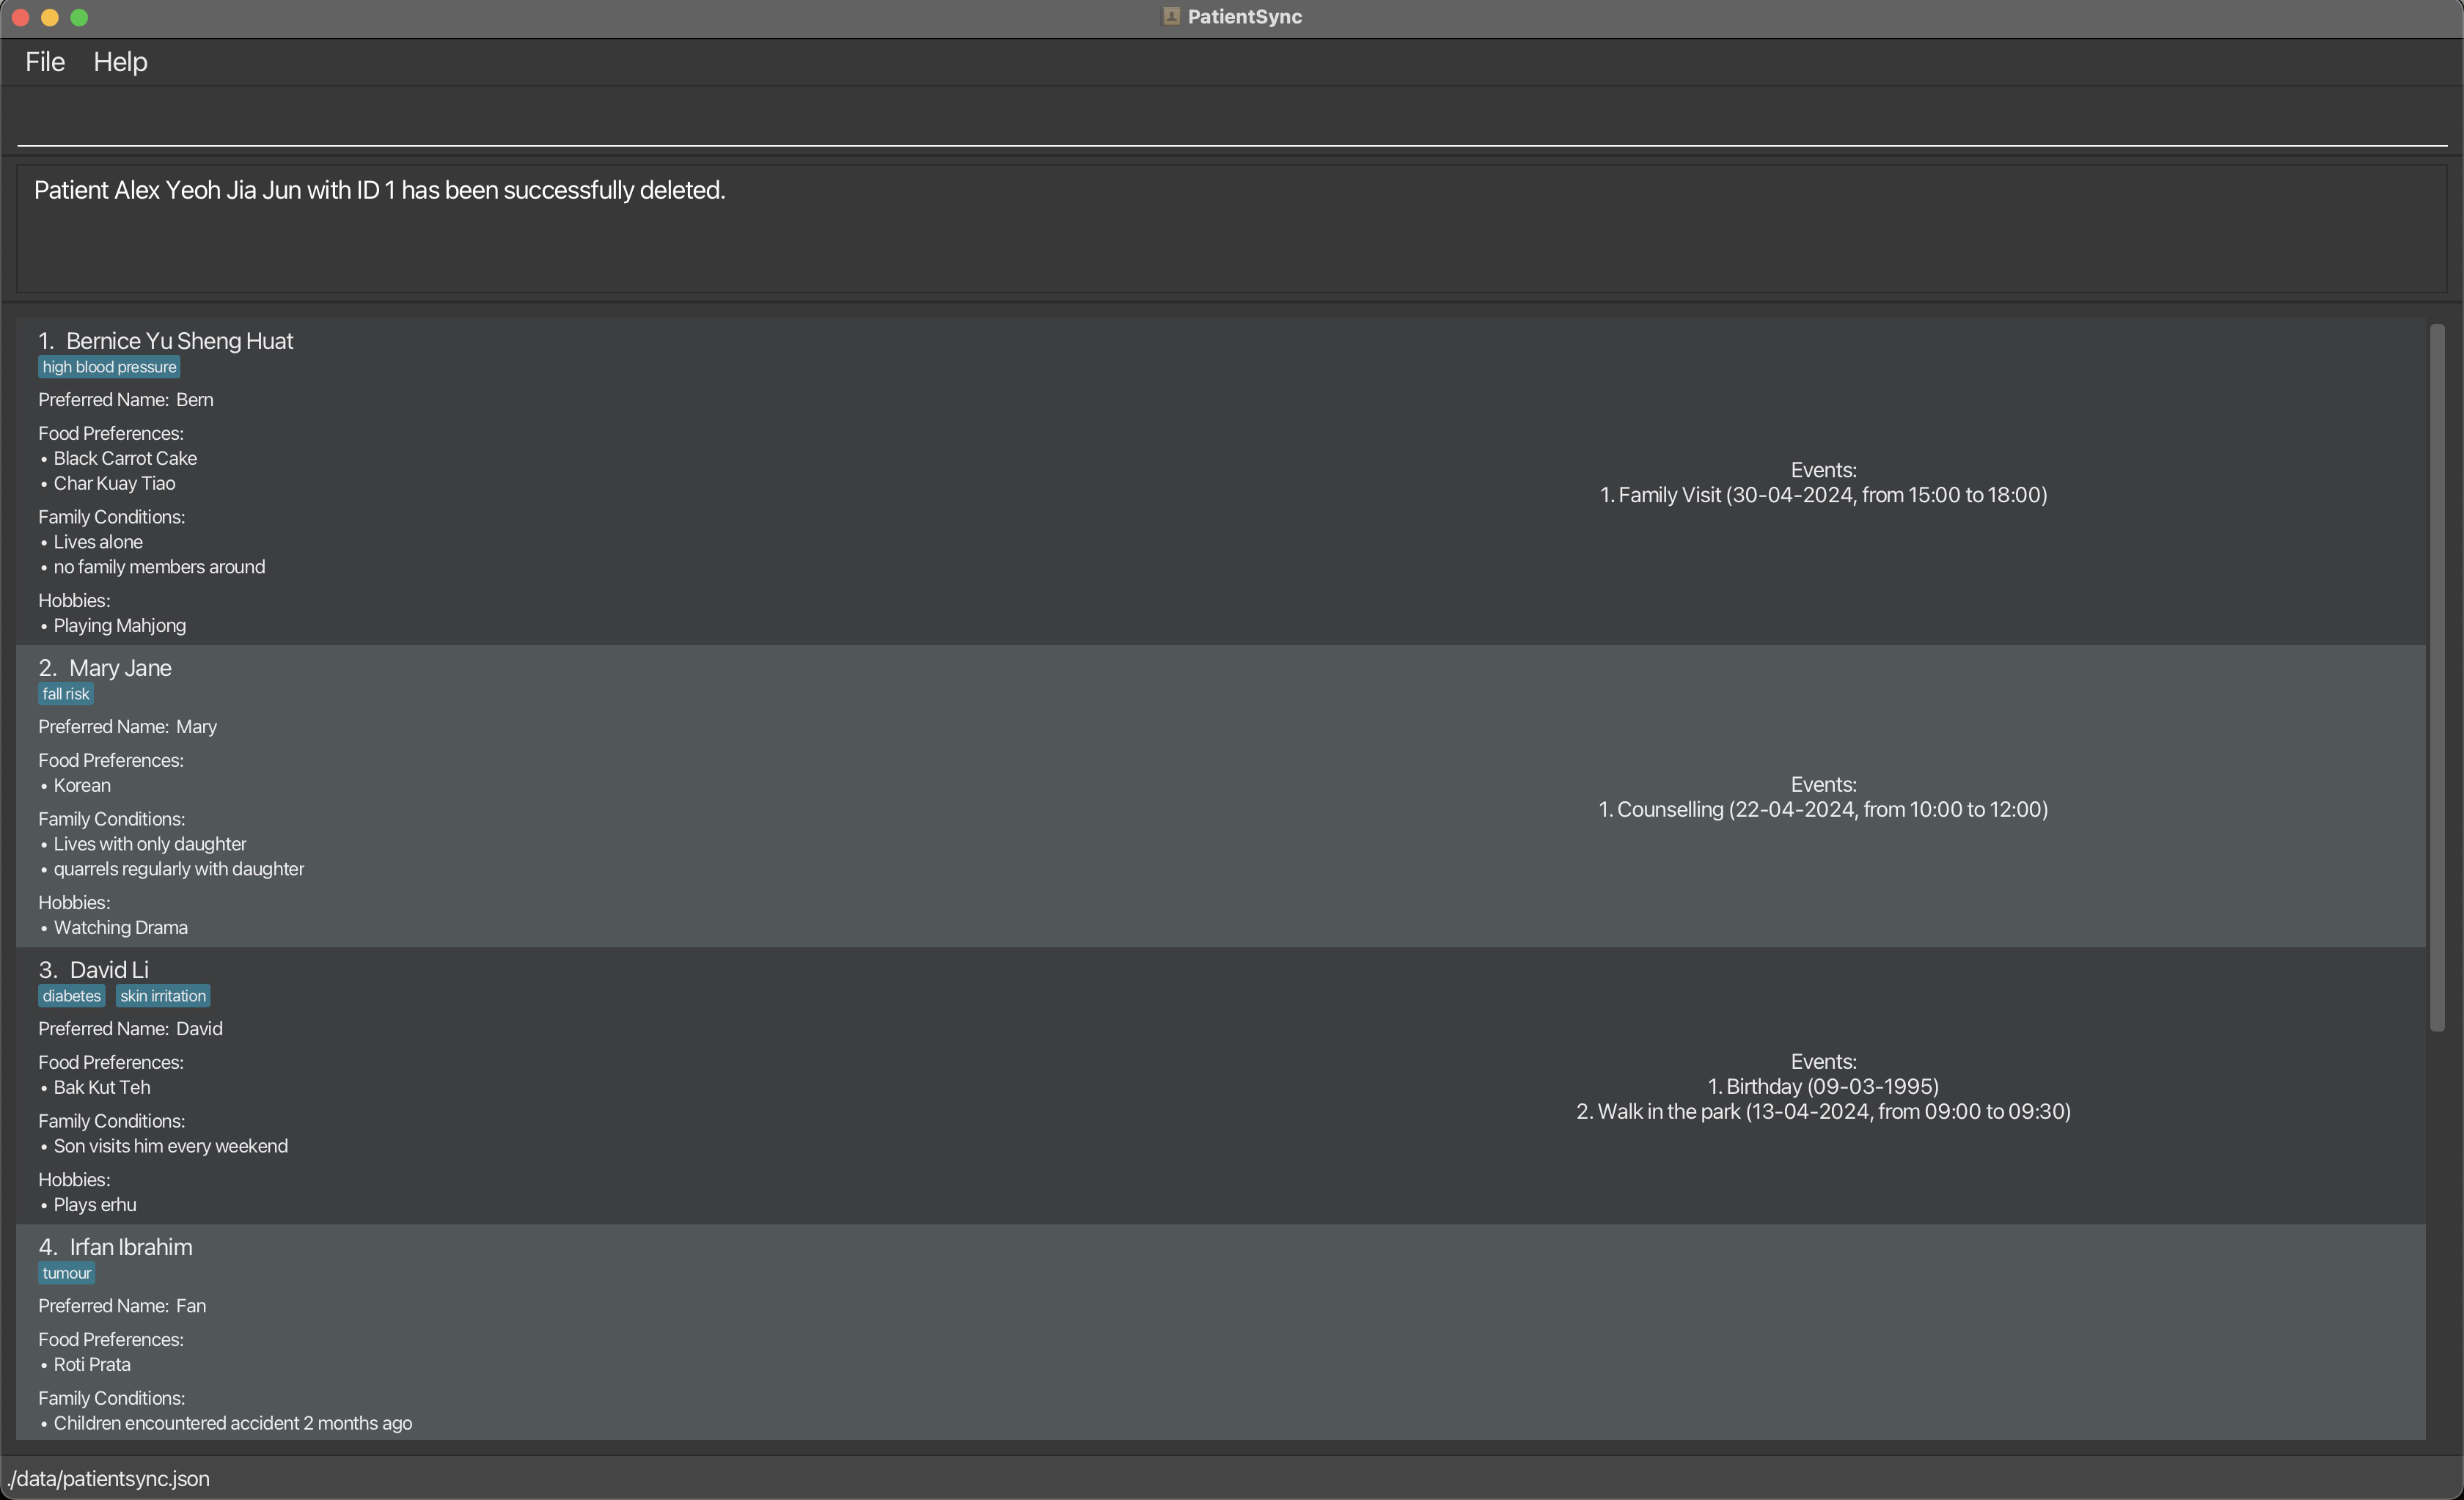 PatientSync
File Help
Patient Alex Yeoh Jia Jun with ID 1 has been successfully deleted.
1. Bernice Yu Sheng Huat
high blood pressure
Preferred Name: Bern
Food Preferences:
• Black Carrot Cake
• Char Kuay Tiao
Family Conditions:
• Lives alone
• no family members around
Hobbies:
• Playing Mahjong
Events:
1. Family Visit (30-04-2024, from 15:00 to 18:00)
2. Mary Jane
fall risk
Preferred Name: Mary
Food Preferences:
• Korean
Family Conditions:
• Lives with only daughter
• quarrels regularly with daughter
Hobbies:
• Watching Drama
Events:
1. Counselling (22-04-2024, from 10:00 to 12:00)
3. David Li
diabetes skin irritation
Preferred Name: David
Food Preferences:
• Bak Kut Teh
Family Conditions:
• Son visits him every weekend
Hobbies:
• Plays erhu
Events:
1. Birthday (09-03-1995)
2. Walk in the park (13-04-2024, from 09:00 to 09:30)
4. Irfan Ibrahim
tumour
Preferred Name: Fan
Food Preferences:
• Roti Prata
Family Conditions:
• Children encountered accident 2 months ago
./data/patientsync.json